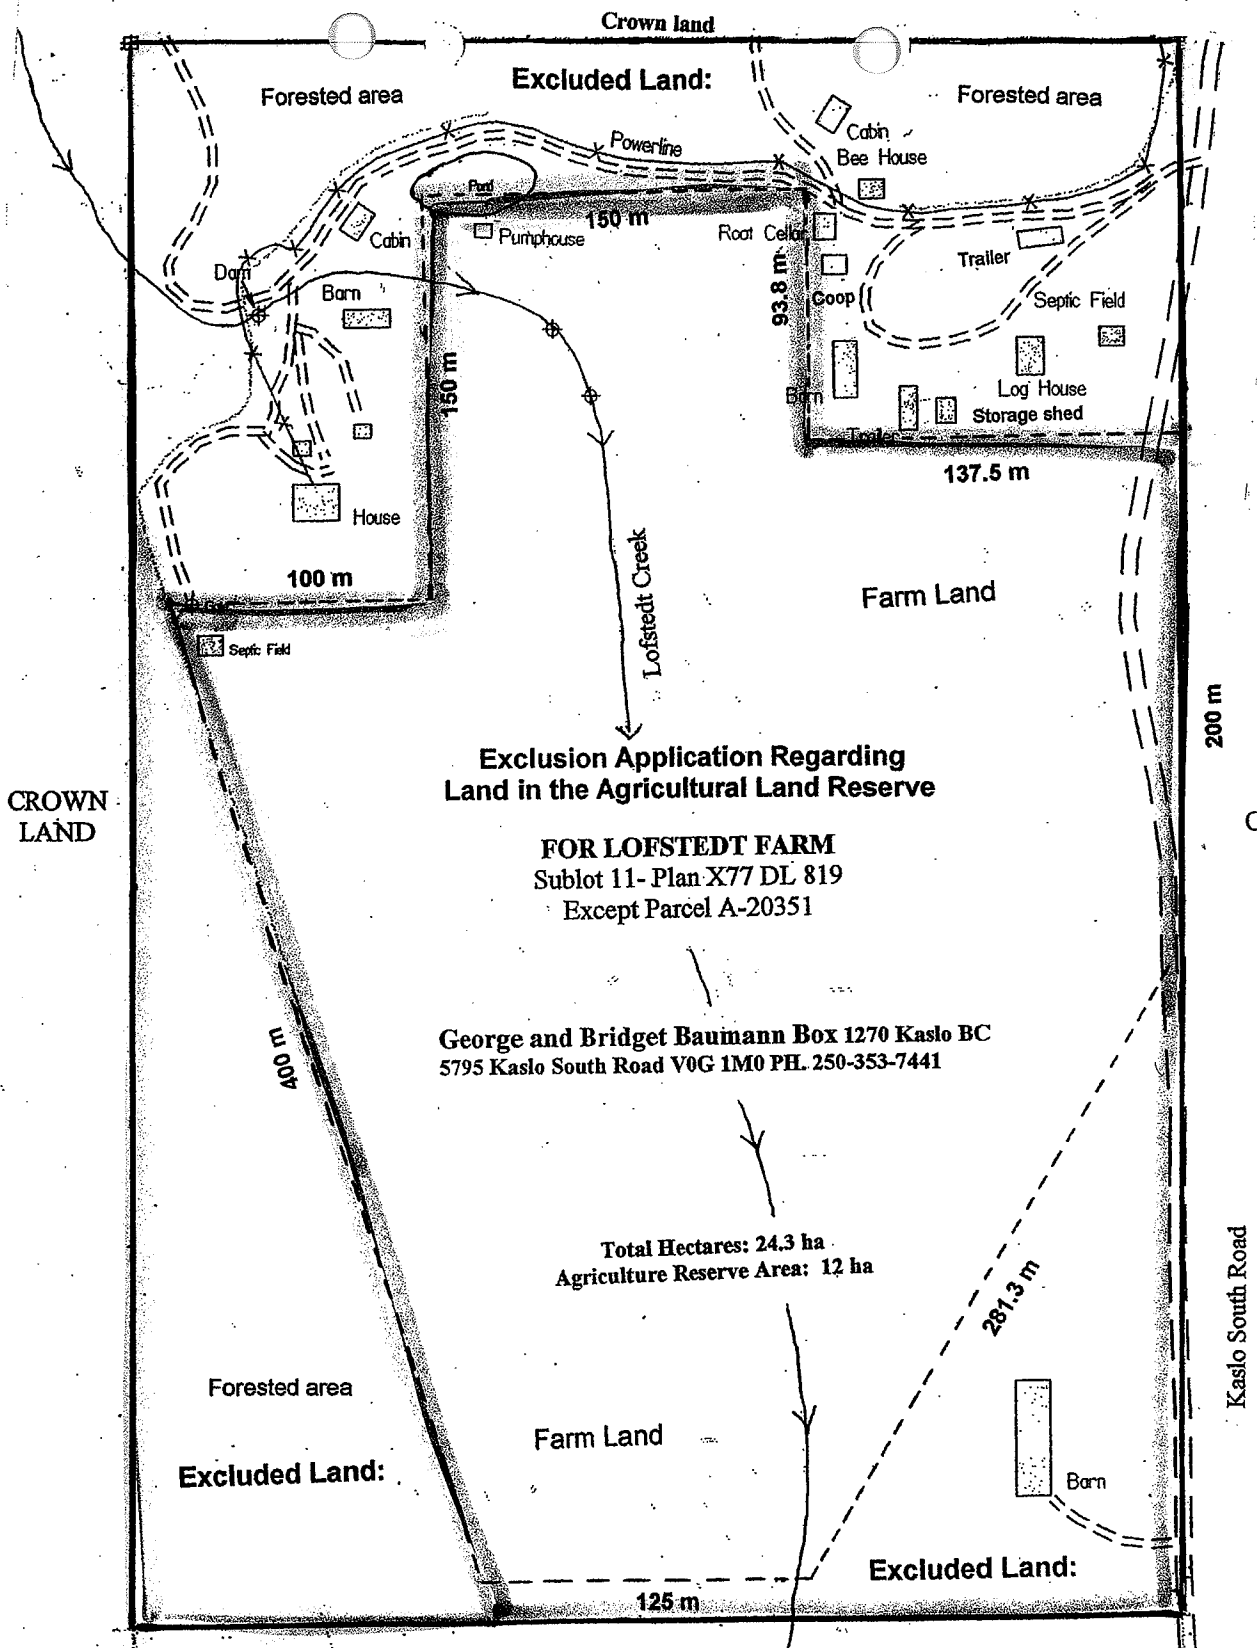 Crown land
Excluded Land:
Forested area
Forested area
Powerline
Cabin
Bee House
Pond
150 m
Pumphouse
Root Cellar
Cabin
Trailer
Dam
Barn
93.8 m
Coop
Septic Field
150 m
Barn
Log House
Storage shed
Trailer
137.5 m
House
100 m
Lofstedt Creek
Farm Land
Septic Field
200 m
Exclusion Application Regarding
Land in the Agricultural Land Reserve
CROWN
LAND
C
FOR LOFSTEDT FARM
Sublot 11- Plan X77 DL 819
Except Parcel A-20351
George and Bridget Baumann Box 1270 Kaslo BC
5795 Kaslo South Road V0G 1M0 PH. 250-353-7441
400 m
Total Hectares: 24.3 ha
Agriculture Reserve Area: 12 ha
281.3 m
Kaslo South Road
Forested area
Farm Land
Excluded Land:
Barn
Excluded Land:
125 m